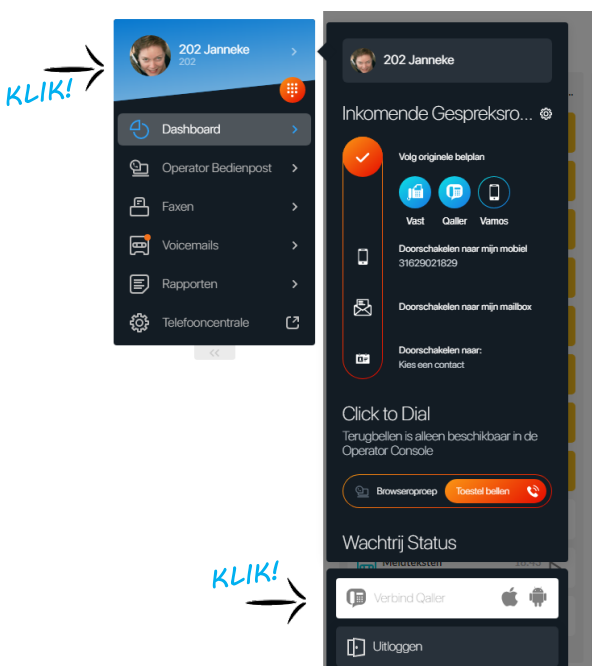 KLIK!
202 Janneke
202
Dashboard
Operator Bedienpost
Faxen
Voicemails
Rapporten
Telefooncentrale
<<
202 Janneke
Inkomende Gespreksro...
Volg originele belplan
Vast Qaller Vamos
Doorschakelen naar mijn mobiel
31629021829
Doorschakelen naar mijn mailbox
Doorschakelen naar:
Kies een contact
Click to Dial
Terugbellen is alleen beschikbaar in de
Operator Console
Browseroproep Toestel bellen
Wachtrij Status
KLIK!
Verbind Qaller
Uitloggen